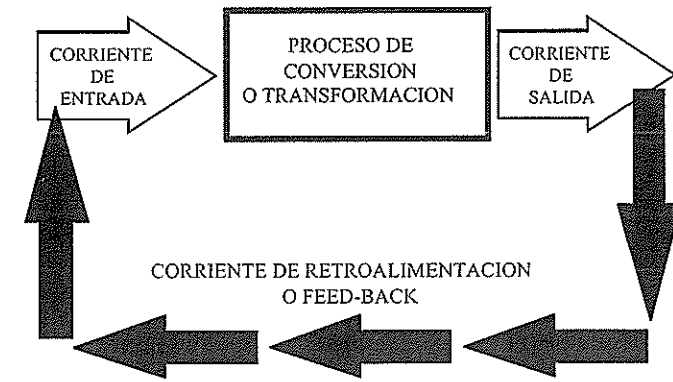 CORRIENTE
DE
ENTRADA
PROCESO DE
CONVERSION
O TRANSFORMACION
CORRIENTE
DE
SALIDA
CORRIENTE DE RETROALIMENTACION
O FEED-BACK